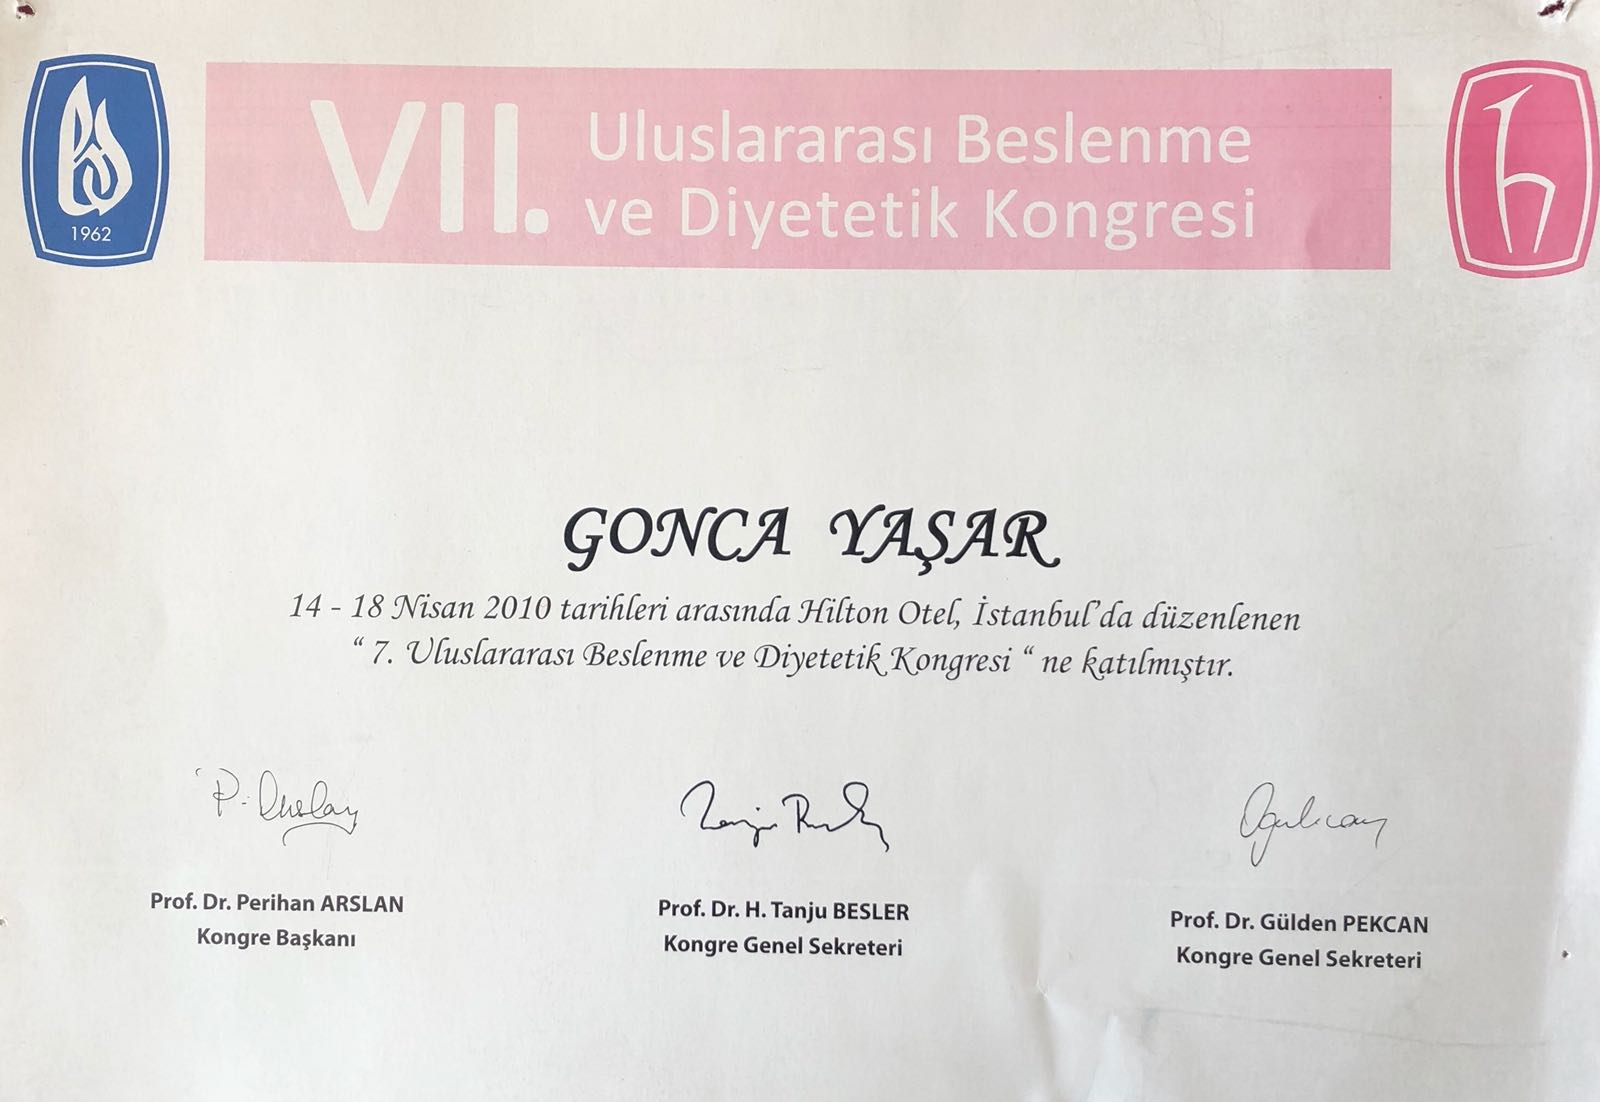 1962
VII. Uluslararası Beslenme
ve Diyetetik Kongresi
GONCA YAŞAR
14 - 18 Nisan 2010 tarihleri arasında Hilton Otel, İstanbul'da düzenlenen
“ 7. Uluslararası Beslenme ve Diyetetik Kongresi “ ne katılmıştır.
Prof. Dr. Perihan ARSLAN
Kongre Başkanı
Prof. Dr. H. Tanju BESLER
Kongre Genel Sekreteri
Prof. Dr. Gülden PEKCAN
Kongre Genel Sekreteri